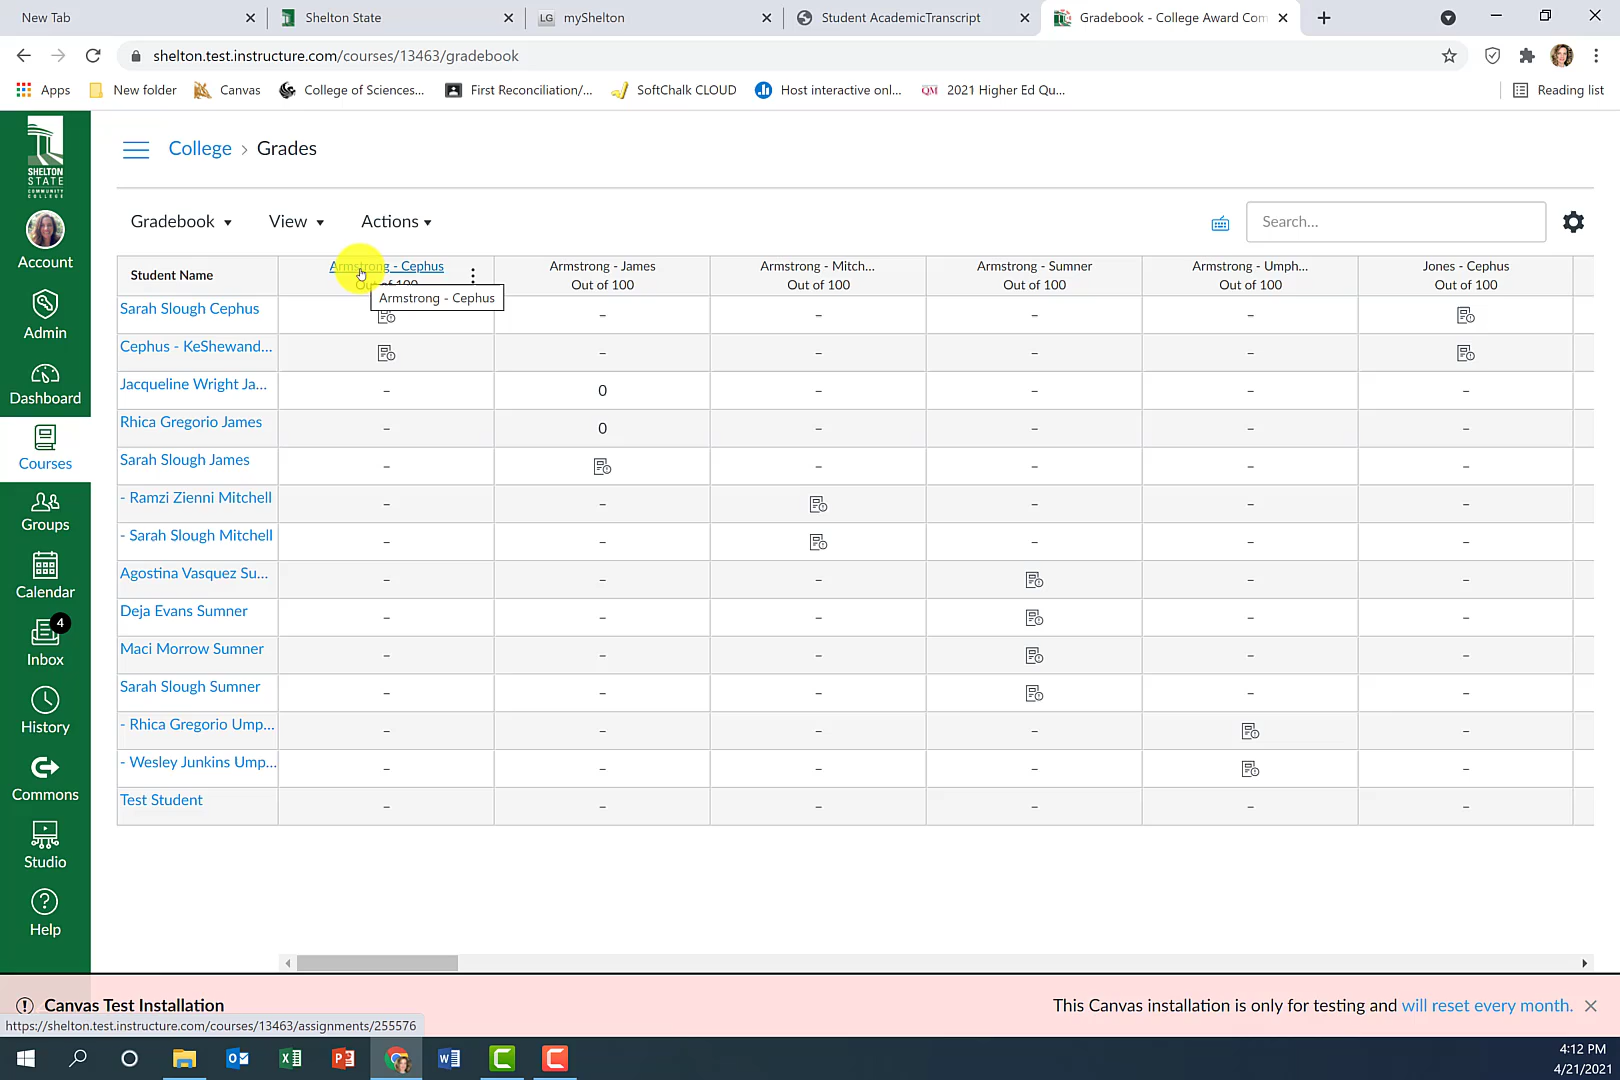 New Tab
Shelton State
LG myShelton
Student AcademicTranscript
Gradebook - College Award Com
shelton.test.instructure.com/courses/13463/gradebook
Apps
New folder
Canvas
College of Sciences...
First Reconciliation/...
SoftChalk CLOUD
Host interactive onl...
QM 2021 Higher Ed Qu...
Reading list
SHELTON
STATE
COMMUNITY
COLLEGE
College > Grades
Gradebook
View
Actions
Search...
Account
Admin
Dashboard
Courses
Groups
Calendar
4
Inbox
History
Commons
Studio
Help
Student Name
Armstrong - Cephus
Out of 100
Armstrong - James
Out of 100
Armstrong - Mitch...
Out of 100
Armstrong - Sumner
Out of 100
Armstrong - Umph...
Out of 100
Jones - Cephus
Out of 100
Armstrong - Cephus
Sarah Slough Cephus – – – –
Cephus - KeShewand... – – – –
Jacqueline Wright Ja... – 0 – – – –
Rhica Gregorio James – 0 – – – –
Sarah Slough James – – – – –
- Ramzi Zienni Mitchell – – – – –
- Sarah Slough Mitchell – – – – –
Agostina Vasquez Su... – – – – –
Deja Evans Sumner – – – – –
Maci Morrow Sumner – – – – –
Sarah Slough Sumner – – – – –
- Rhica Gregorio Ump... – – – – –
- Wesley Junkins Ump... – – – – –
Test Student – – – – – –
Canvas Test Installation
This Canvas installation is only for testing and will reset every month.
https://shelton.test.instructure.com/courses/13463/assignments/255576
4:12 PM
4/21/2021